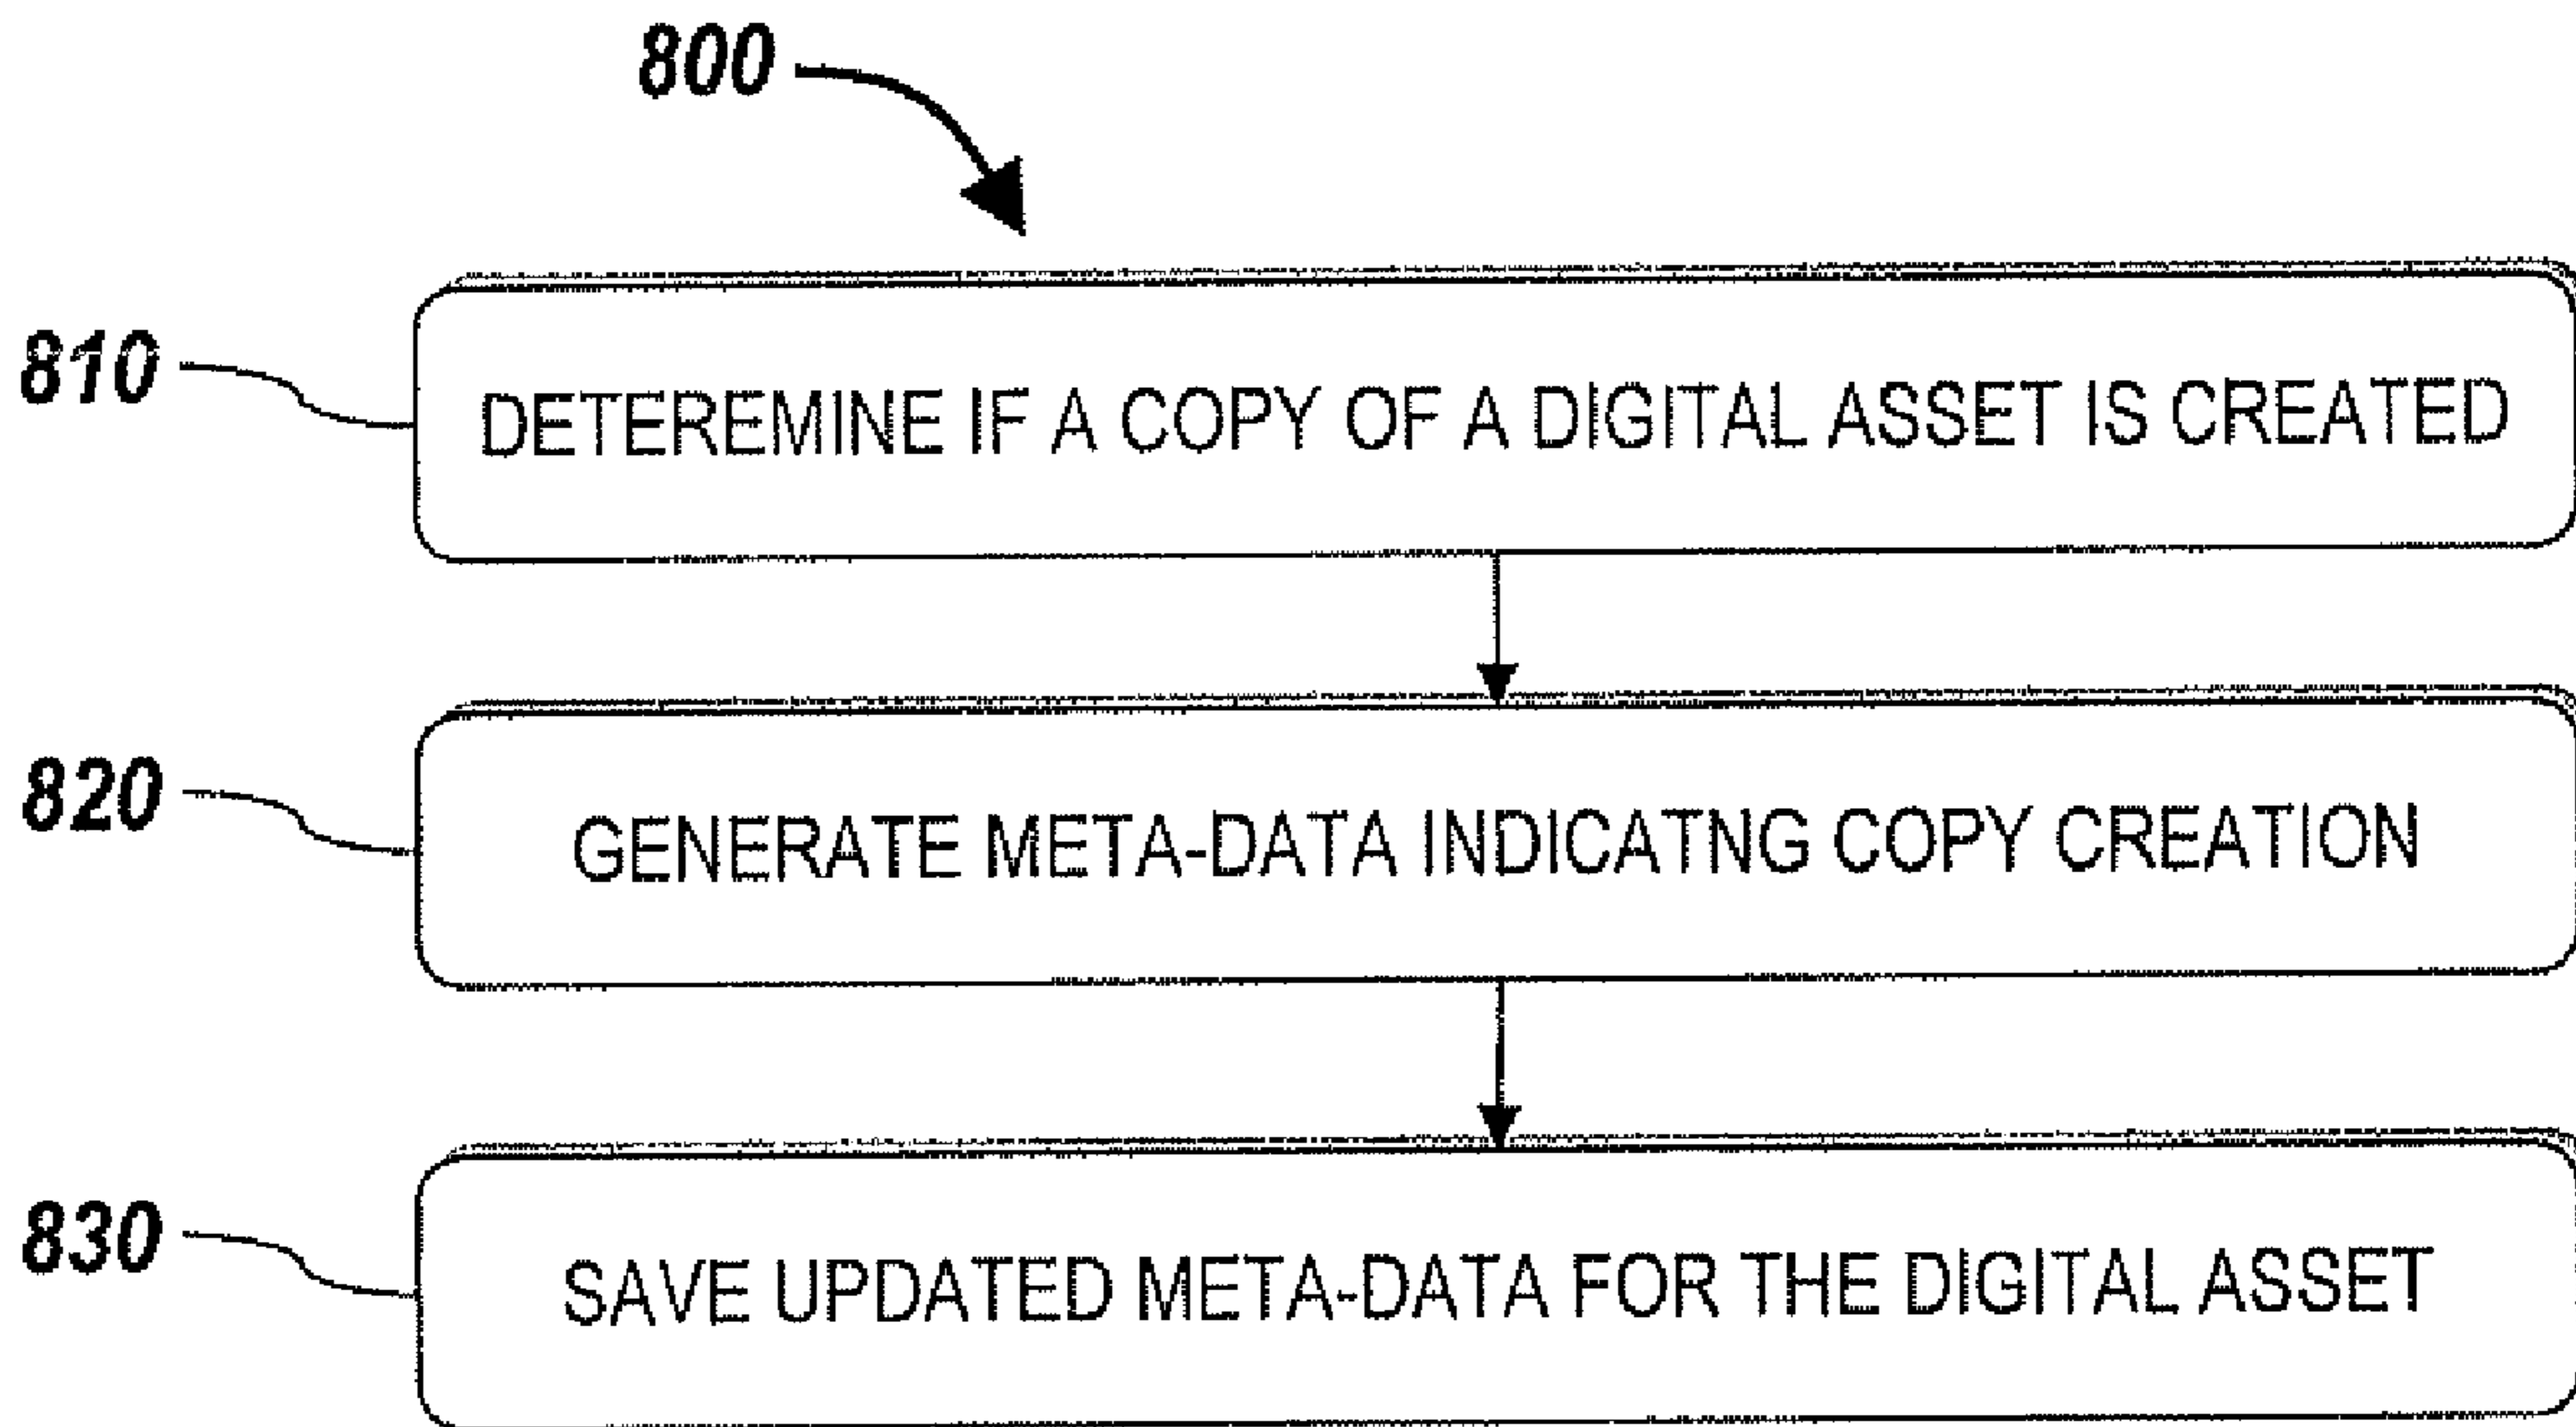 800
810
DETEREMINE IF A COPY OF A DIGITAL ASSET IS CREATED
820
GENERATE META-DATA INDICATNG COPY CREATION
830
SAVE UPDATED META-DATA FOR THE DIGITAL ASSET